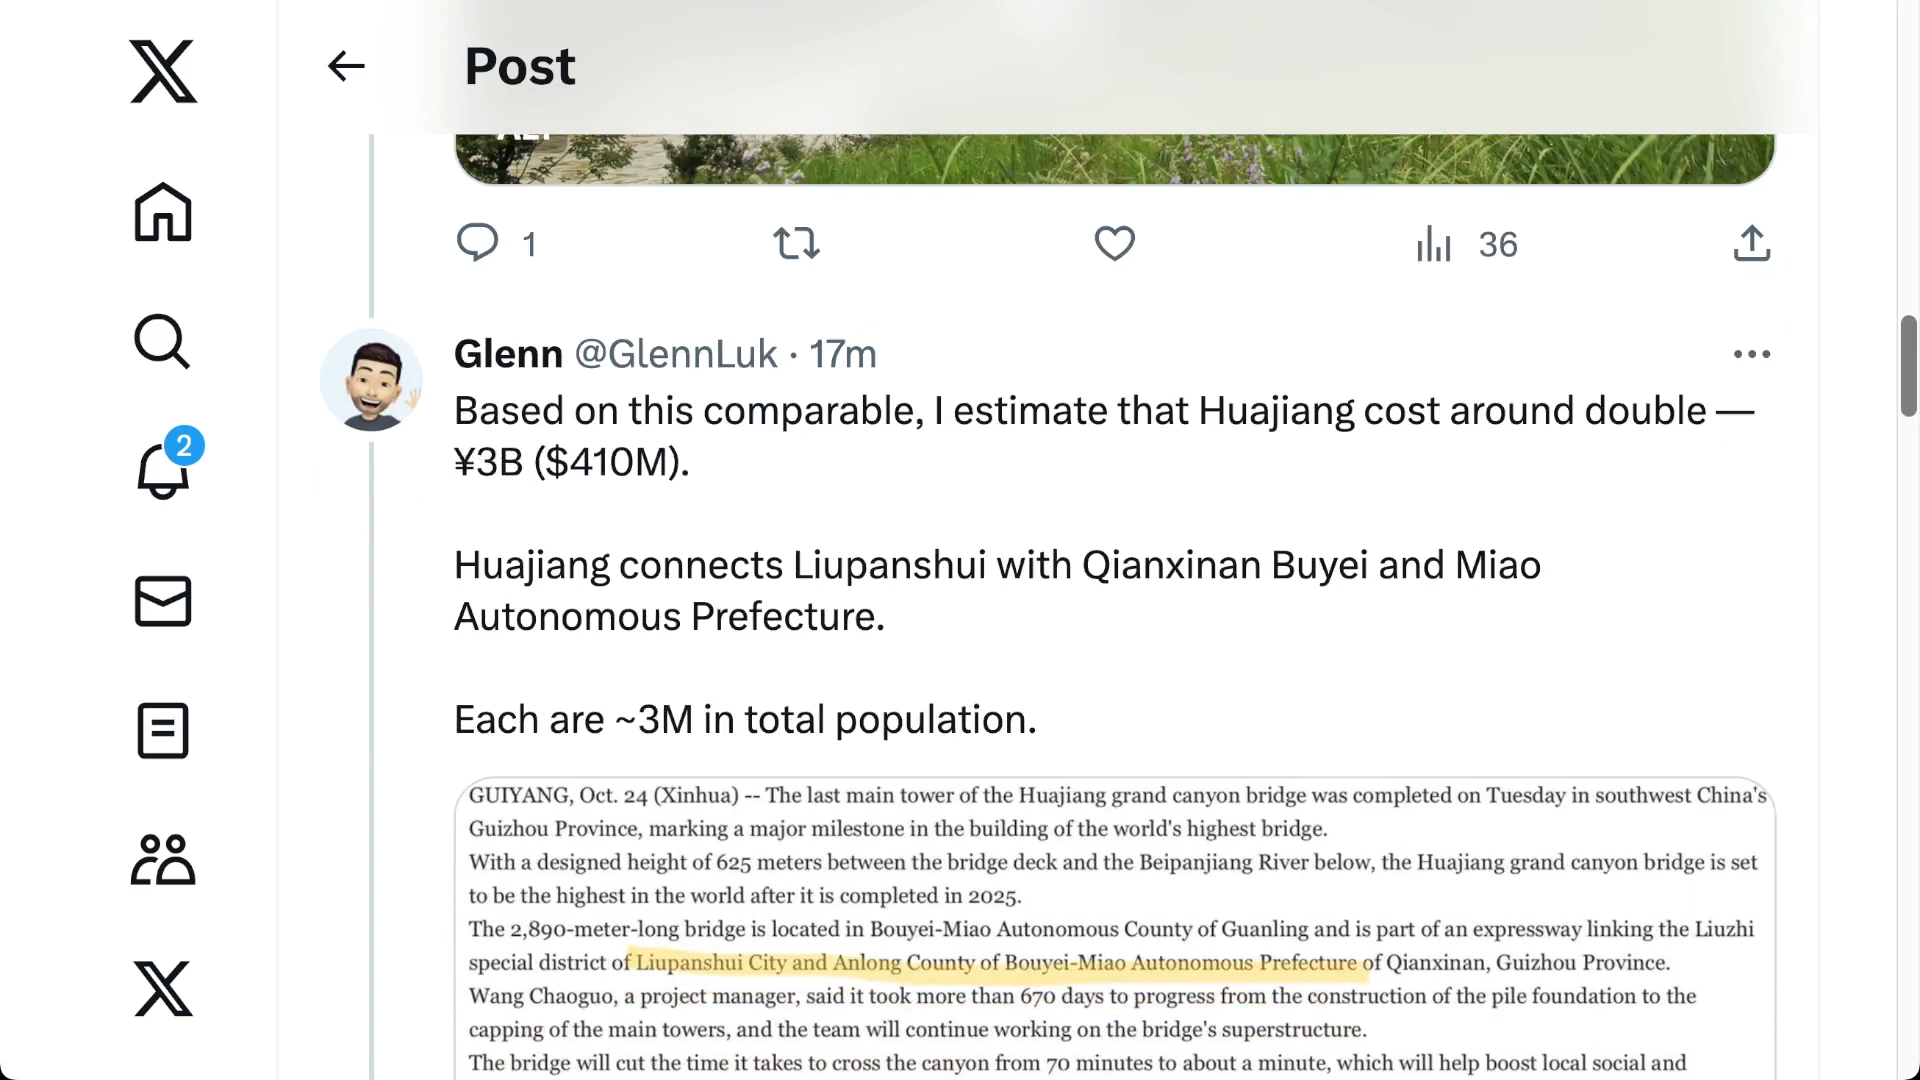 Post
1
36
Glenn @GlennLuk · 17m
Based on this comparable, I estimate that Huajiang cost around double —
¥3B ($410M).
2
Huajiang connects Liupanshui with Qianxinan Buyei and Miao
Autonomous Prefecture.
Each are ~3M in total population.
GUIYANG, Oct. 24 (Xinhua) -- The last main tower of the Huajiang grand canyon bridge was completed on Tuesday in southwest China's
Guizhou Province, marking a major milestone in the building of the world's highest bridge.
With a designed height of 625 meters between the bridge deck and the Beipanjiang River below, the Huajiang grand canyon bridge is set
to be the highest in the world after it is completed in 2025.
The 2,890-meter-long bridge is located in Bouyei-Miao Autonomous County of Guanling and is part of an expressway linking the Liuzhi
special district of Liupanshui City and Anlong County of Bouyei-Miao Autonomous Prefecture of Qianxinan, Guizhou Province.
Wang Chaoguo, a project manager, said it took more than 670 days to progress from the construction of the pile foundation to the
capping of the main towers, and the team will continue working on the bridge's superstructure.
The bridge will cut the time it takes to cross the canyon from 70 minutes to about a minute, which will help boost local social and